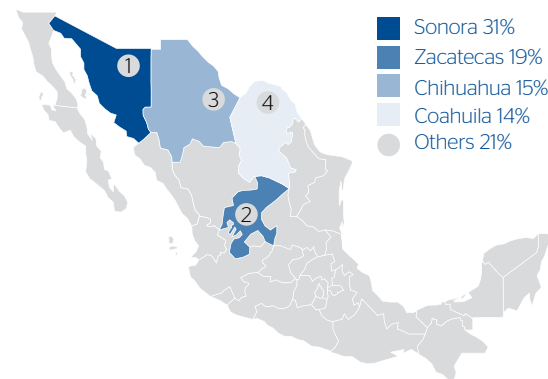 Sonora 31%
Zacatecas 19%
Chihuahua 15%
Coahuila 14%
Others 21%
1
3
4
2